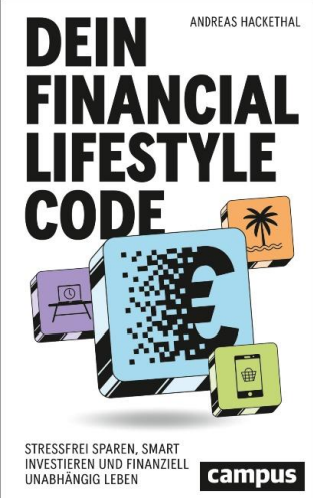 ANDREAS HACKETHAL
DEIN
FINANCIAL
LIFESTYLE
CODE
€
STRESSFREI SPAREN, SMART
INVESTIEREN UND FINANZIELL
UNABHÄNGIG LEBEN
campus